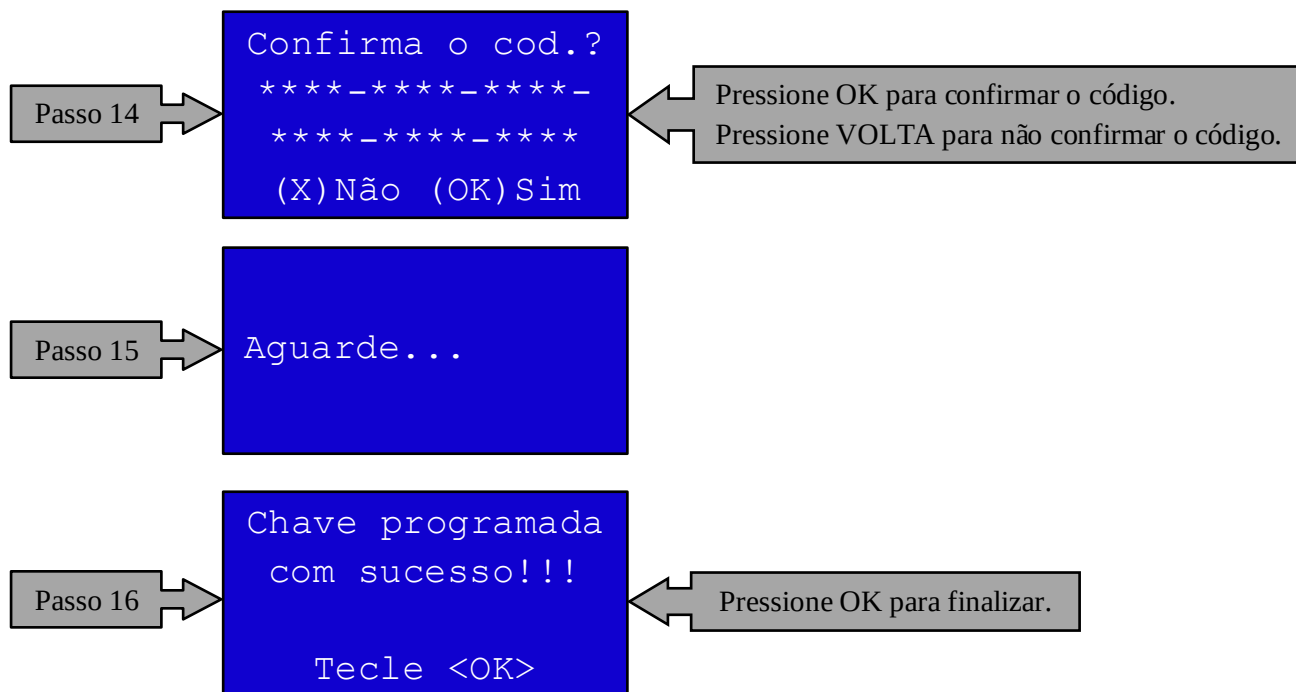 Passo 14
Confirma o cod.?
****-****-****-
****-****-****
(X)Não (OK)Sim
Pressione OK para confirmar o código.
Pressione VOLTA para não confirmar o código.
Passo 15
Aguarde...
Passo 16
Chave programada
com sucesso!!!
Tecle <OK>
Pressione OK para finalizar.